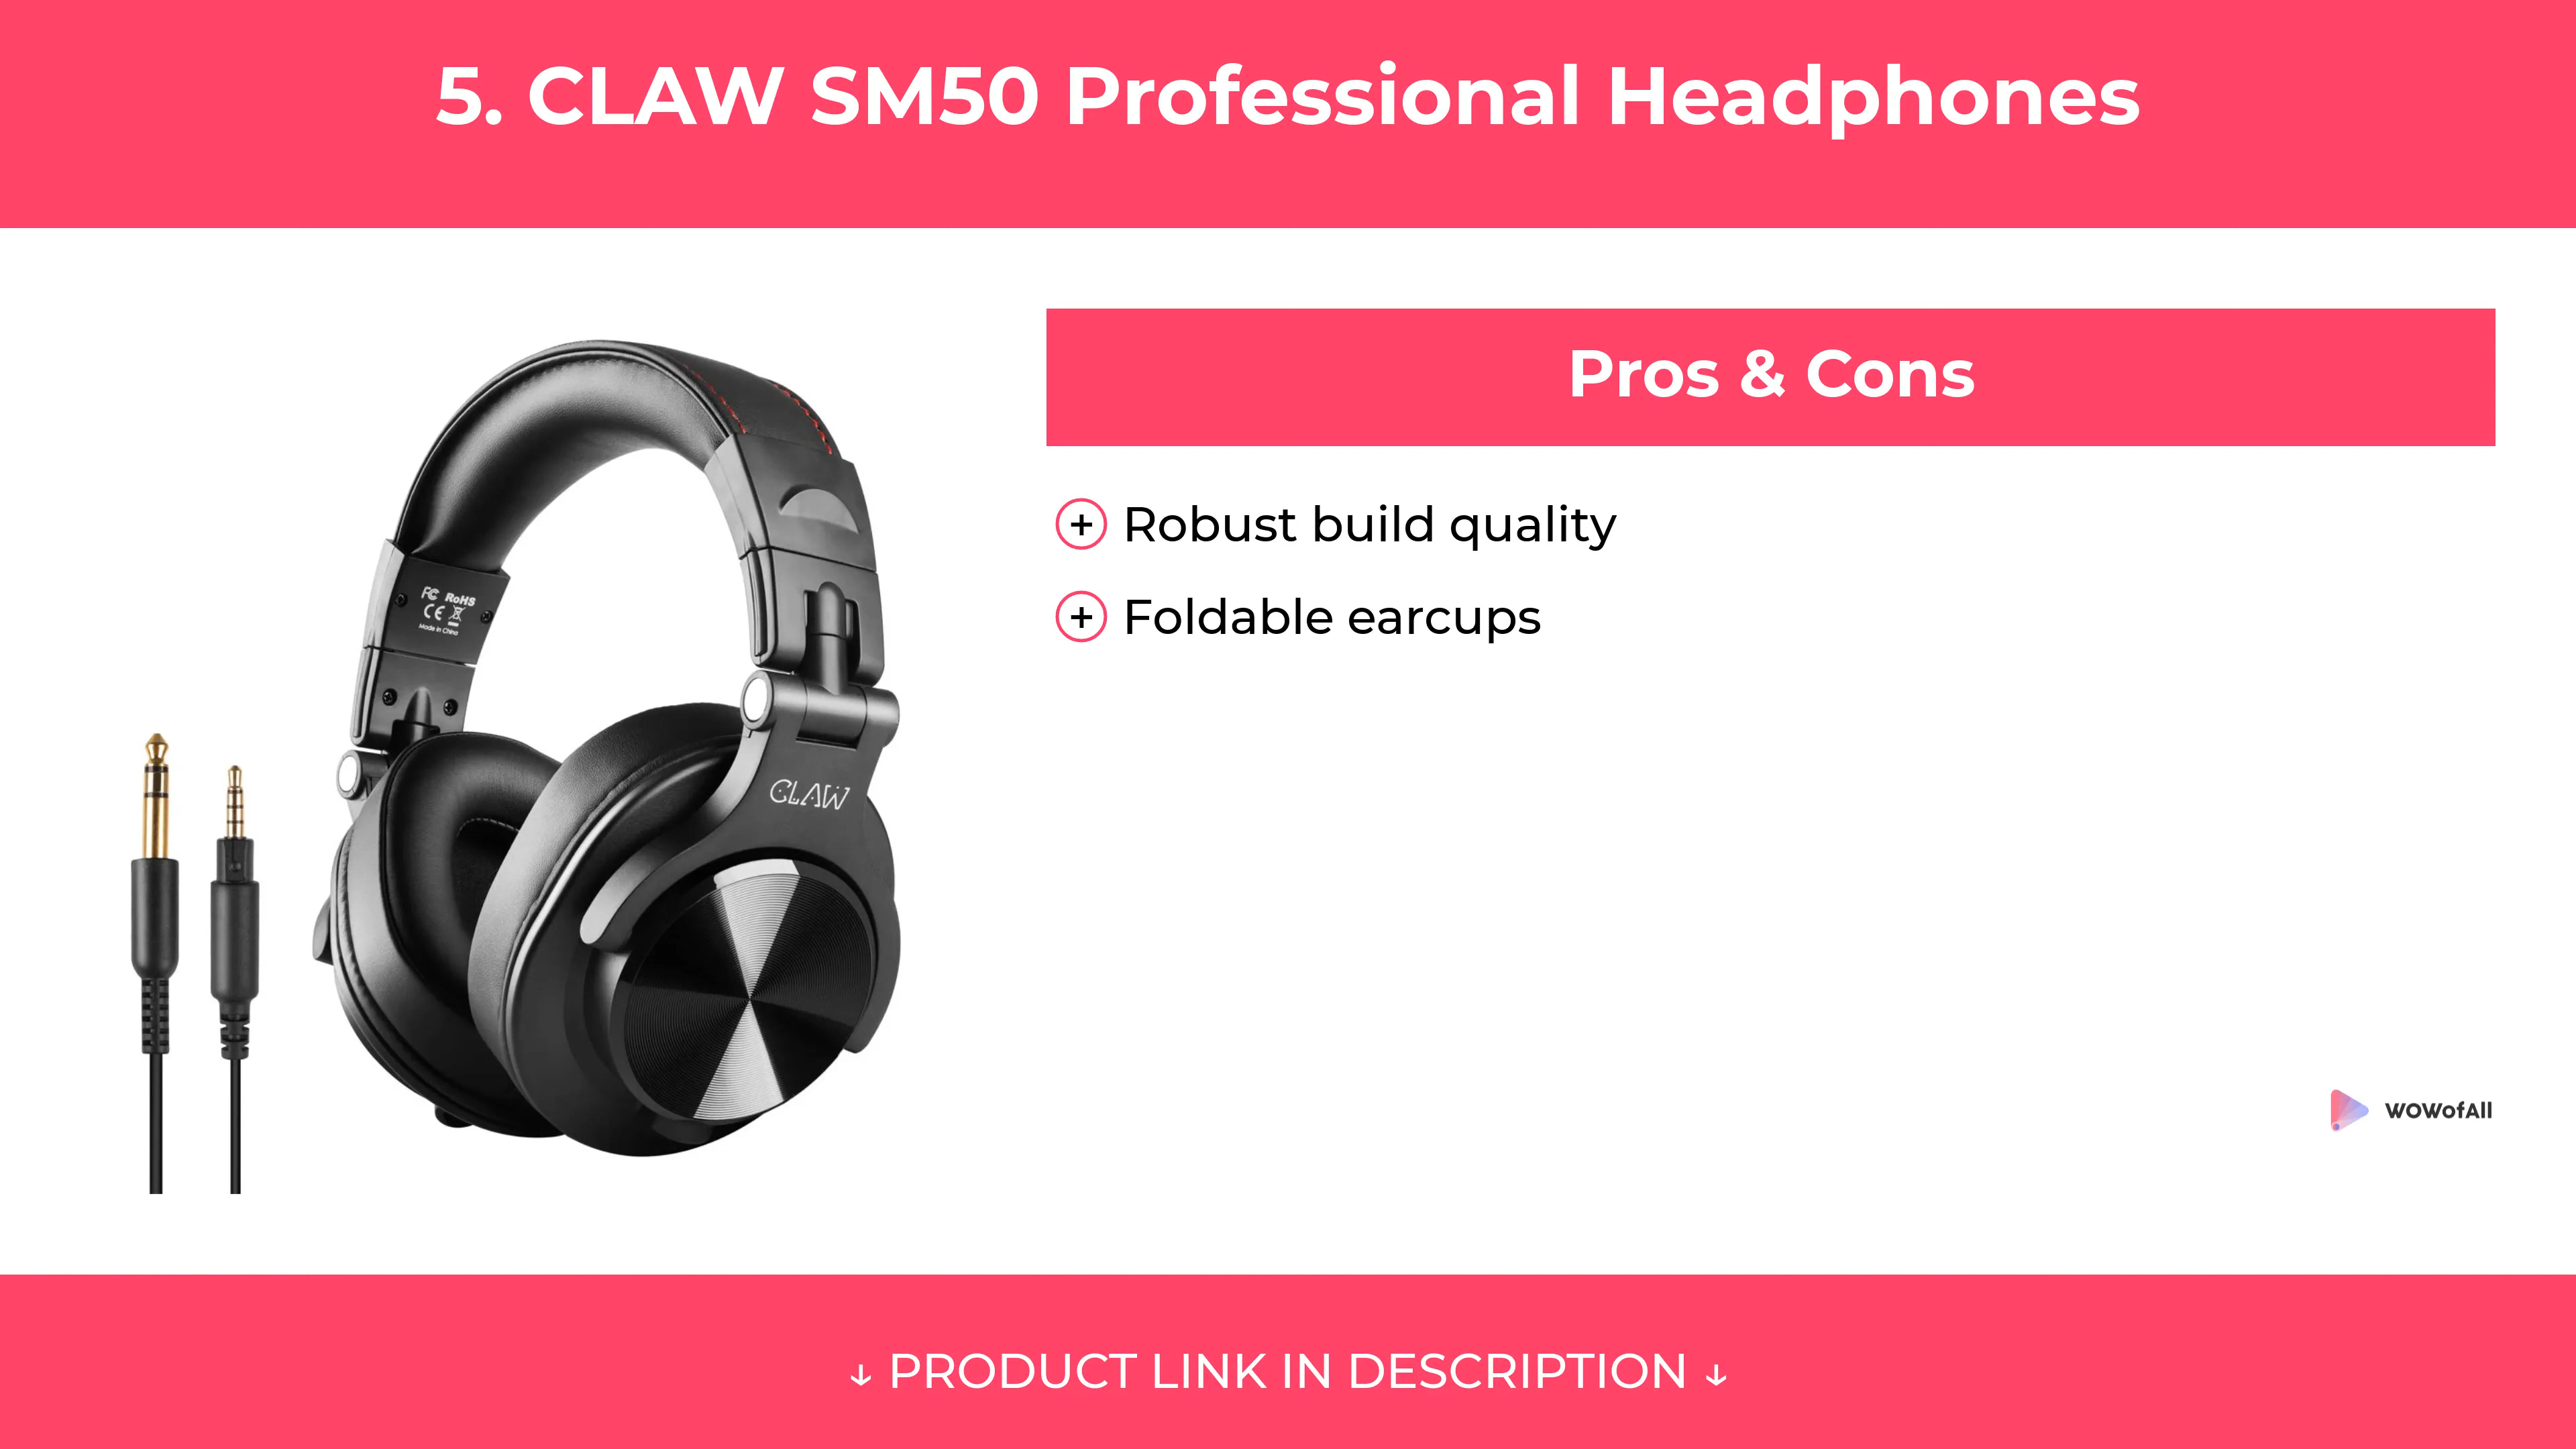 5. CLAW SM50 Professional Headphones
Pros & Cons
+ Robust build quality
+ Foldable earcups
FC RoHS
CE
Made in China
CLAW
WOWofAll
↓ PRODUCT LINK IN DESCRIPTION ↓